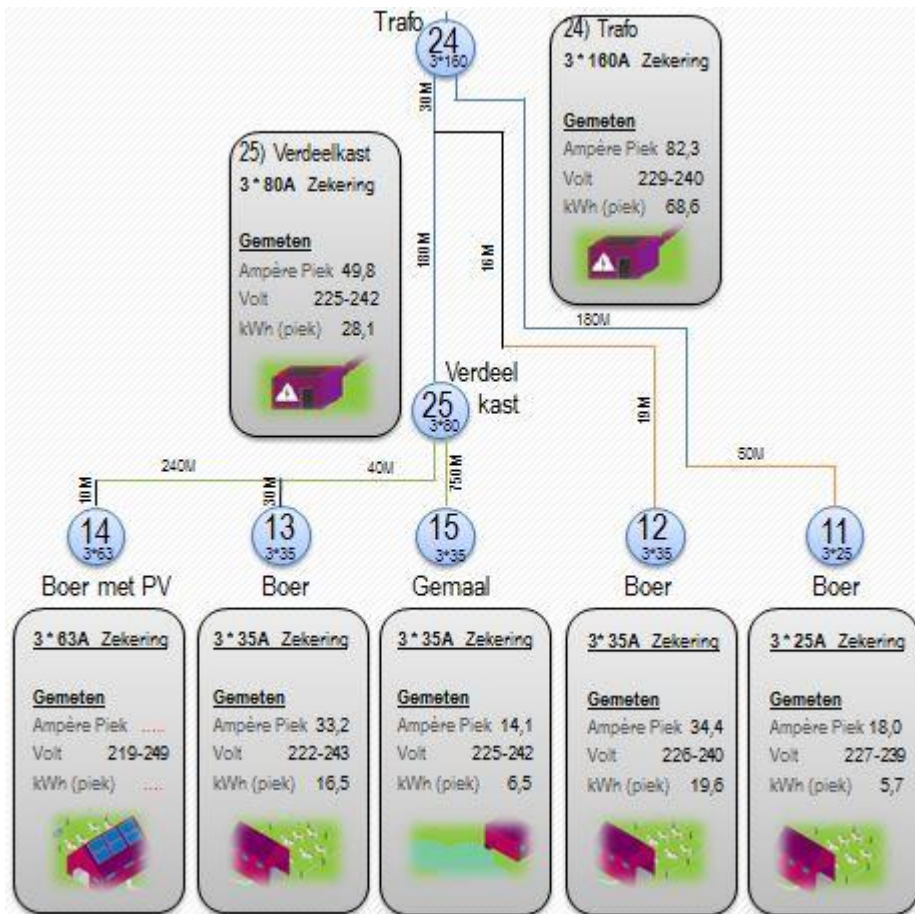 Trafo
24
3*160
24) Trafo
3 * 160A Zekering
Gemeten
Ampère Piek 82,3
Volt 229-240
kWh (piek) 68,6
30M
25) Verdeelkast
3 * 80A Zekering
Gemeten
Ampère Piek 49,8
Volt 225-242
kWh (piek) 28,1
180M
16M
180M
Verdeel
kast
25
3*80
19M
50M
240M
40M
750M
10M
30M
14
3*63
13
3*35
15
3*35
12
3*35
11
3*25
Boer met PV
Boer
Gemaal
Boer
Boer
3 * 63A Zekering
Gemeten
Ampère Piek .....
Volt 219-249
kWh (piek) ....
3 * 35A Zekering
Gemeten
Ampère Piek 33,2
Volt 222-243
kWh (piek) 16,5
3 * 35A Zekering
Gemeten
Ampère Piek 14,1
Volt 225-242
kWh (piek) 6,5
3* 35A Zekering
Gemeten
Ampère Piek 34,4
Volt 226-240
kWh (piek) 19,6
3 * 25A Zekering
Gemeten
Ampère Piek 18,0
Volt 227-239
kWh (piek) 5,7